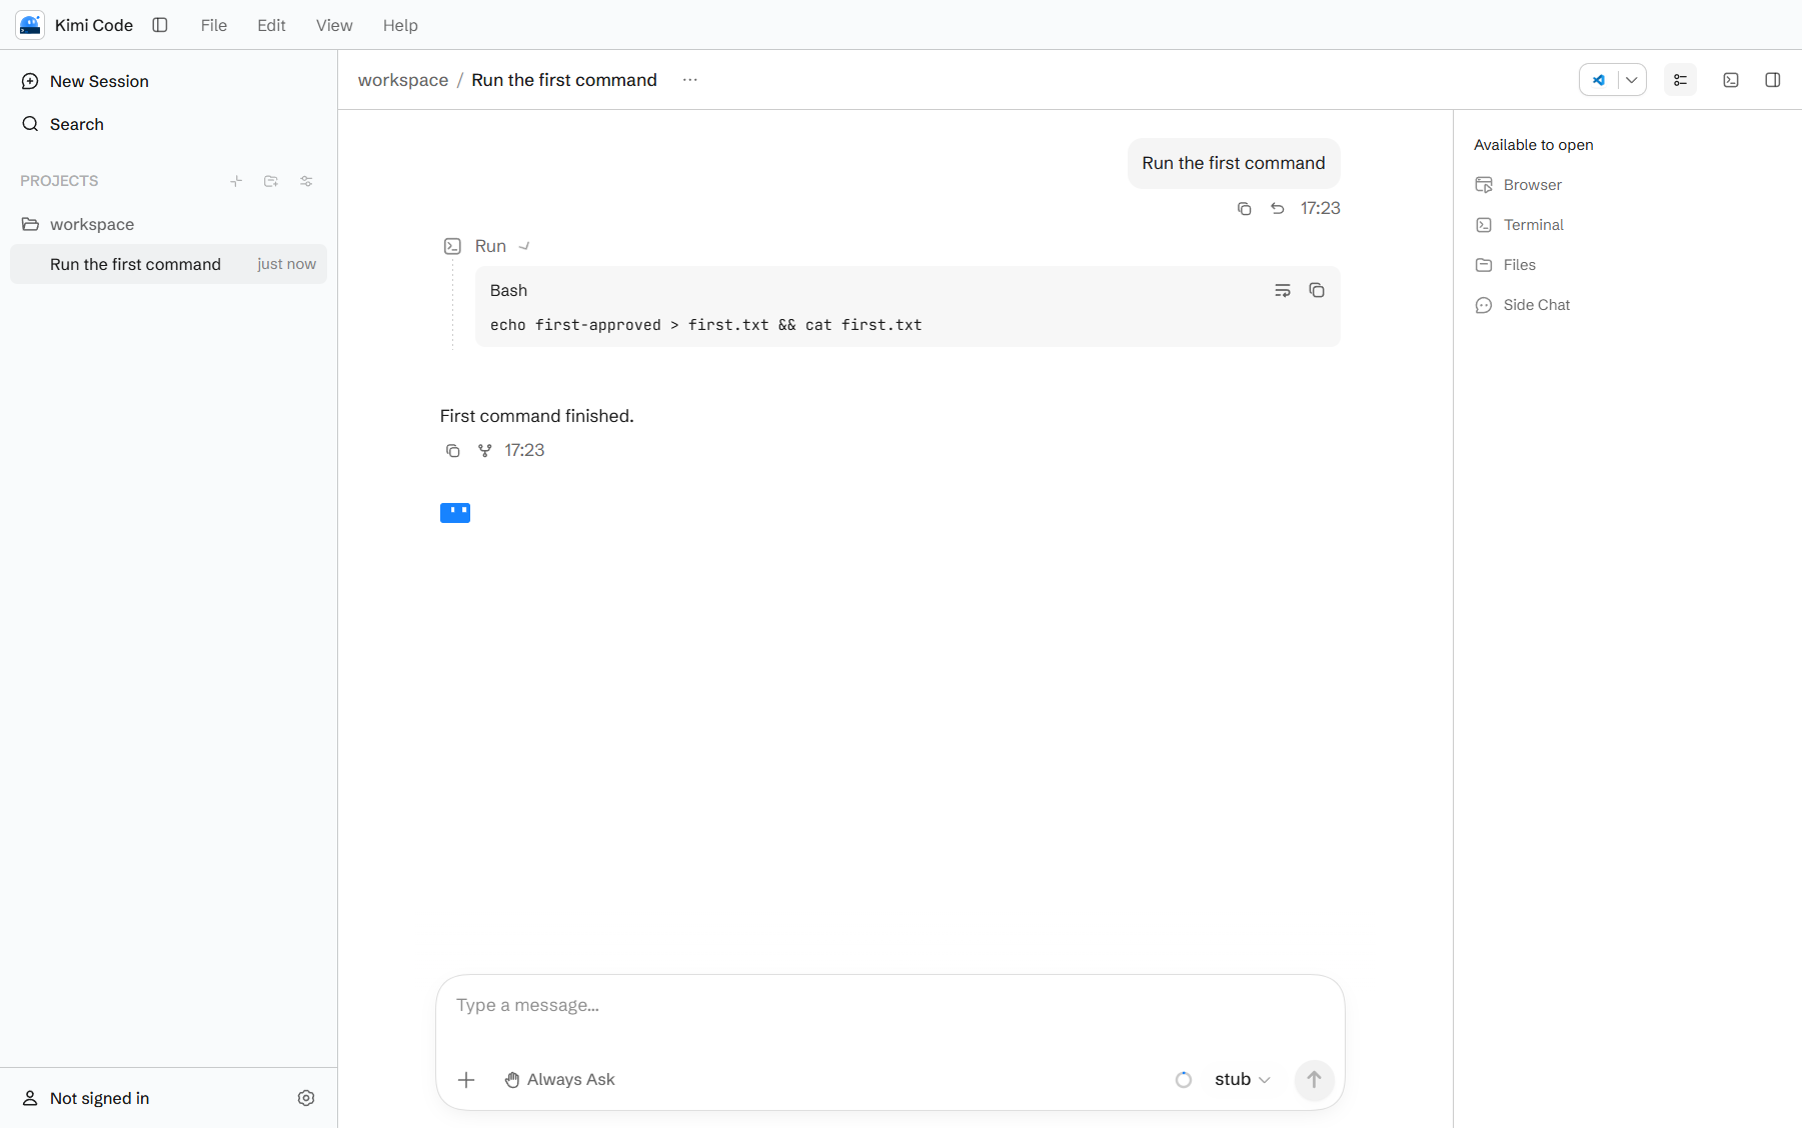 Kimi Code
File
Edit
View
Help
New Session
Search
PROJECTS
workspace
Run the first command
just now
Not signed in
workspace / Run the first command
Run the first command
17:23
Run
Bash
echo first-approved > first.txt && cat first.txt
First command finished.
17:23
Type a message...
Always Ask
stub
Available to open
Browser
Terminal
Files
Side Chat